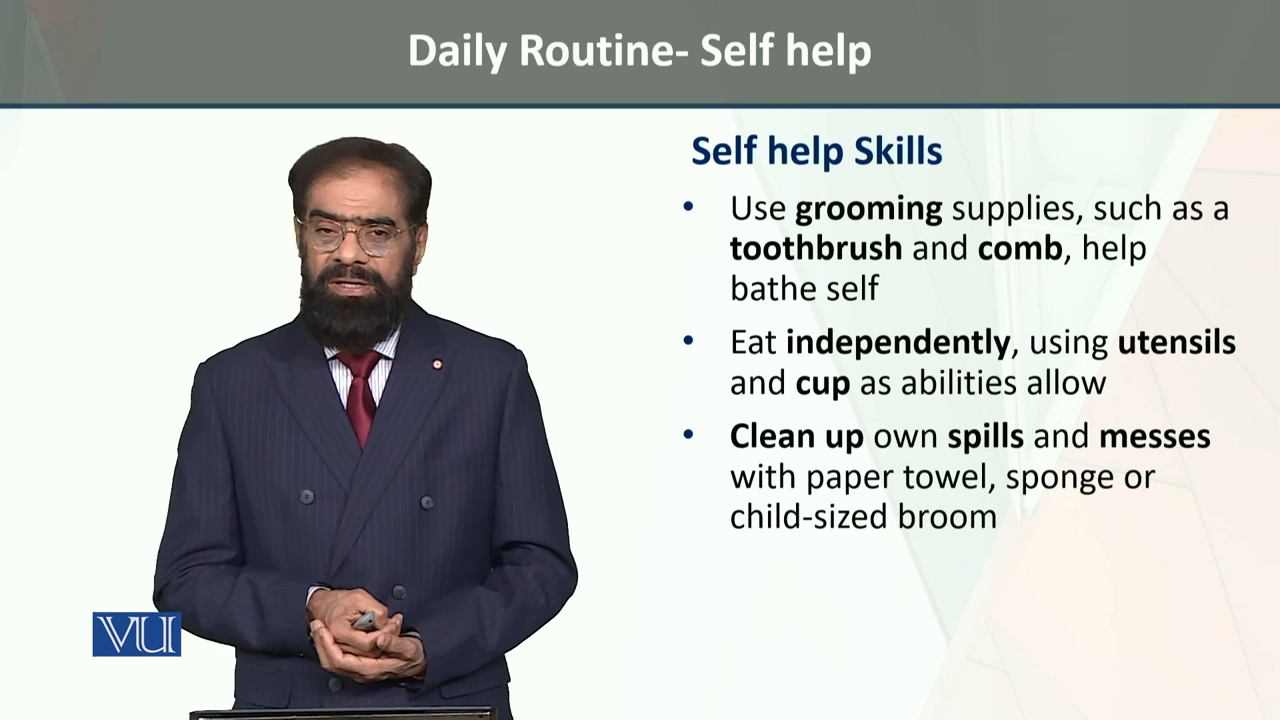 Daily Routine- Self help
Self help Skills
• Use grooming supplies, such as a
toothbrush and comb, help
bathe self
• Eat independently, using utensils
and cup as abilities allow
• Clean up own spills and messes
with paper towel, sponge or
child-sized broom
VU